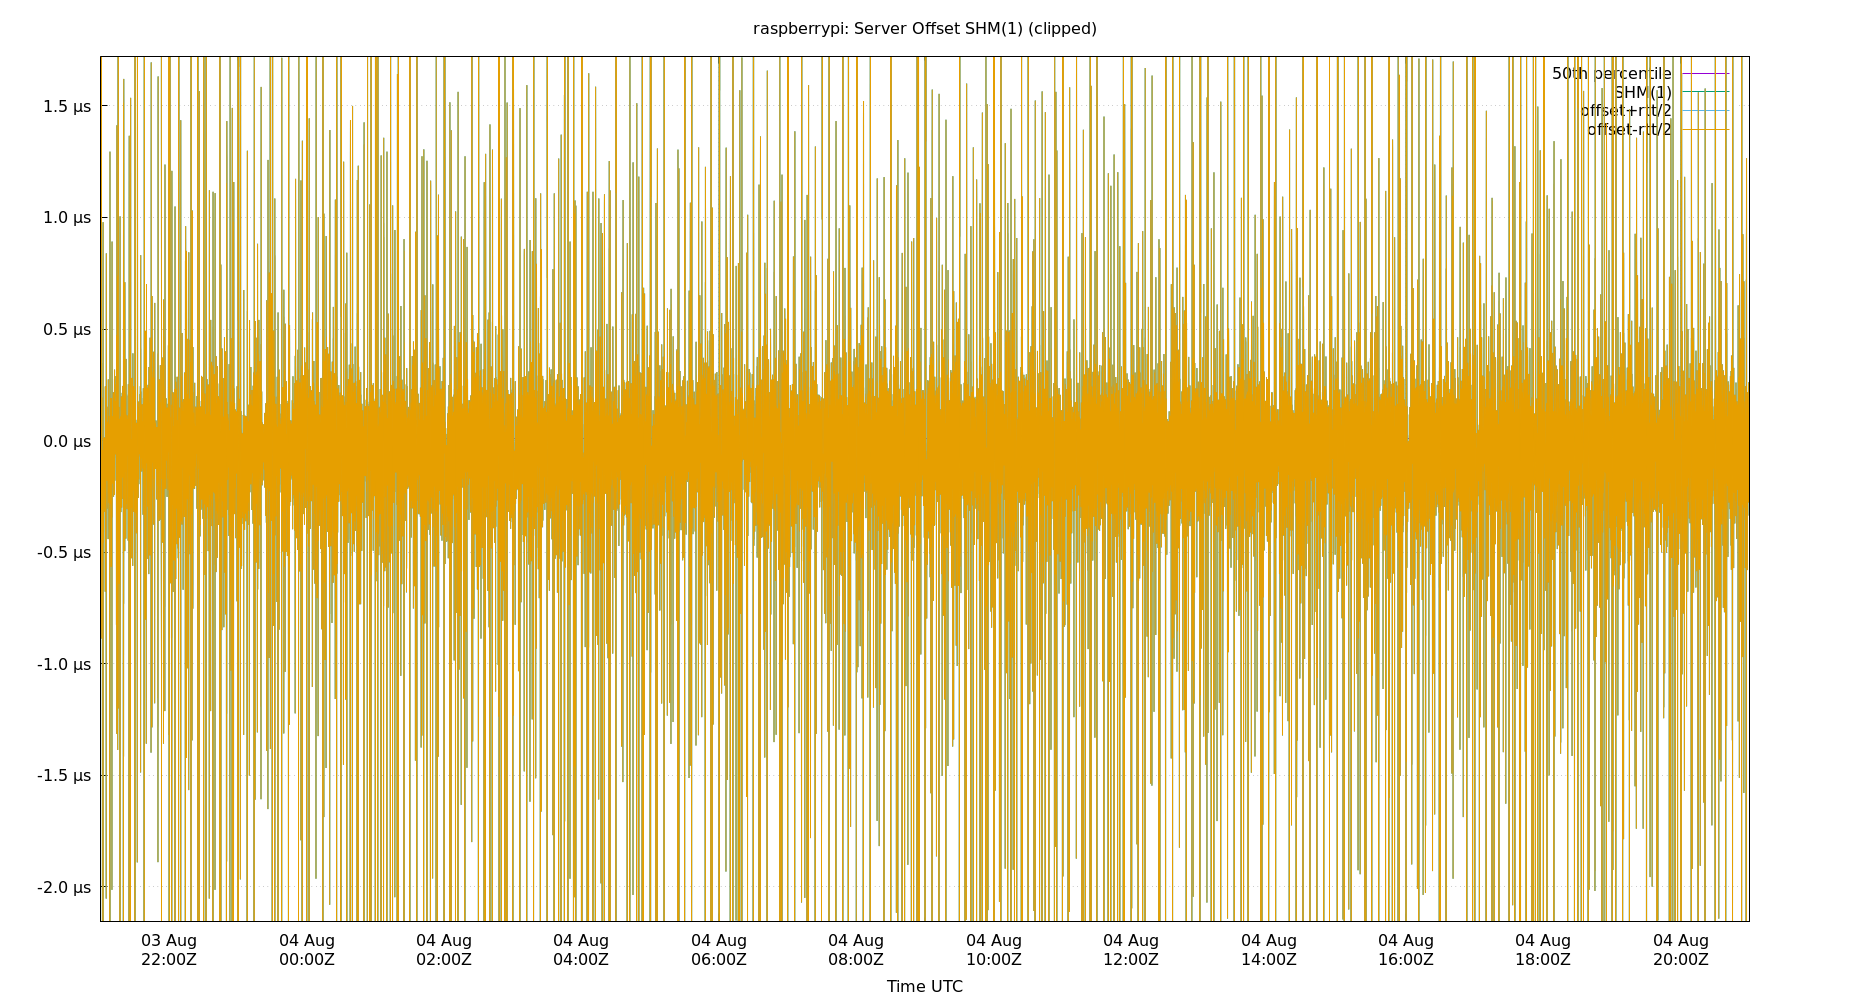 raspberrypi: Server Offset SHM(1) (clipped)
50th percentile
SHM(1)
offset+rtt/2
offset-rtt/2
1.5 µs
1.0 µs
0.5 µs
0.0 µs
-0.5 µs
-1.0 µs
-1.5 µs
-2.0 µs
03 Aug 04 Aug 04 Aug 04 Aug 04 Aug 04 Aug 04 Aug 04 Aug 04 Aug 04 Aug 04 Aug 04 Aug
22:00Z 00:00Z 02:00Z 04:00Z 06:00Z 08:00Z 10:00Z 12:00Z 14:00Z 16:00Z 18:00Z 20:00Z
Time UTC